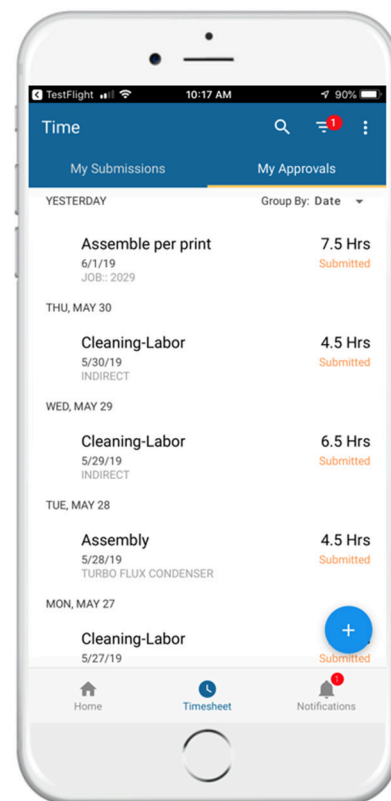 TestFlight 10:17 AM 90%
Time 1
My Submissions My Approvals
YESTERDAY Group By: Date
Assemble per print 7.5 Hrs
6/1/19 Submitted
JOB:: 2029
THU, MAY 30
Cleaning-Labor 4.5 Hrs
5/30/19 Submitted
INDIRECT
WED, MAY 29
Cleaning-Labor 6.5 Hrs
5/29/19 Submitted
INDIRECT
TUE, MAY 28
Assembly 4.5 Hrs
5/28/19 Submitted
TURBO FLUX CONDENSER
MON, MAY 27
Cleaning-Labor
5/27/19 Submitted
1
Home Timesheet Notifications